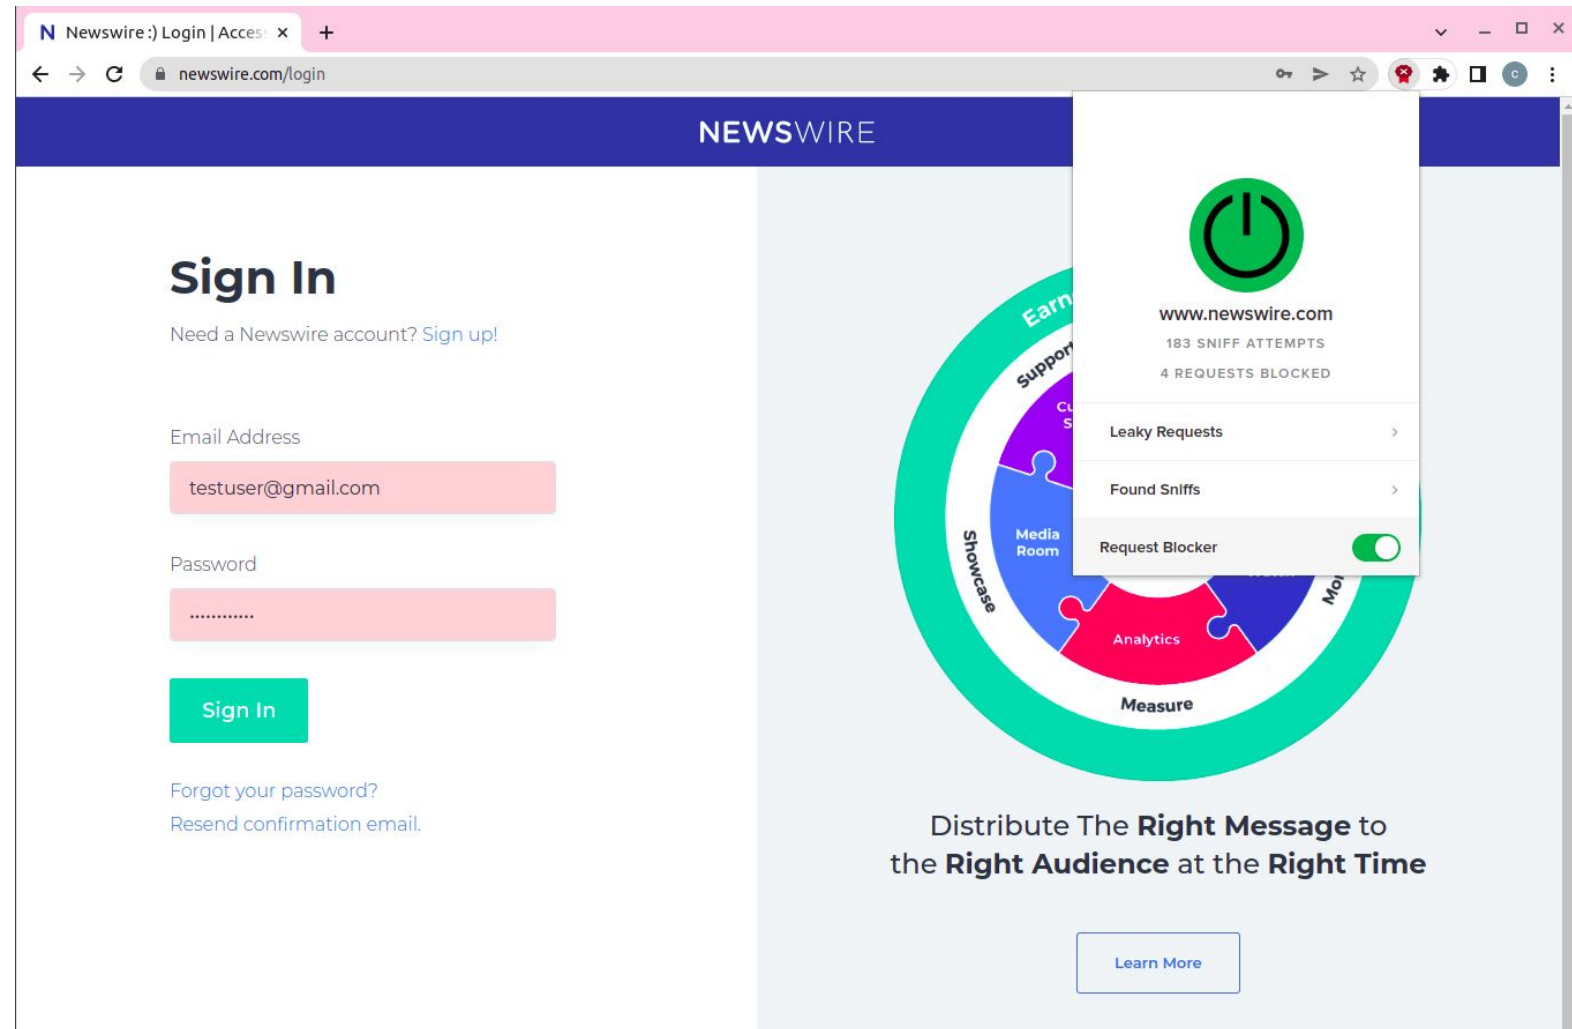 N Newswire :) Login | Acces
newswire.com/login
C
NEWSWIRE
Sign In
Need a Newswire account? Sign up!
Email Address
testuser@gmail.com
Password
············
Sign In
Forgot your password?
Resend confirmation email.
www.newswire.com
183 SNIFF ATTEMPTS
4 REQUESTS BLOCKED
Leaky Requests
Found Sniffs
Request Blocker
Earn
Support
Cu
S
Media
Room
Showcase
Analytics
Mo
Measure
Distribute The Right Message to
the Right Audience at the Right Time
Learn More